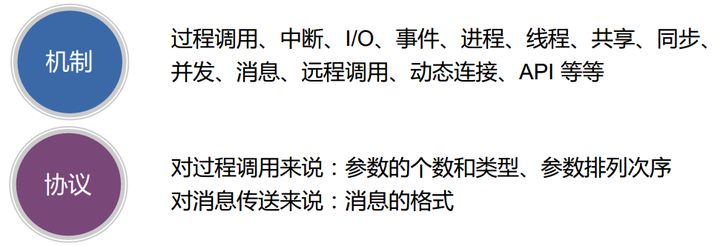 机制
过程调用、中断、I/O、事件、进程、线程、共享、同步、
并发、消息、远程调用、动态连接、API 等等
协议
对过程调用来说：参数的个数和类型、参数排列次序
对消息传送来说：消息的格式